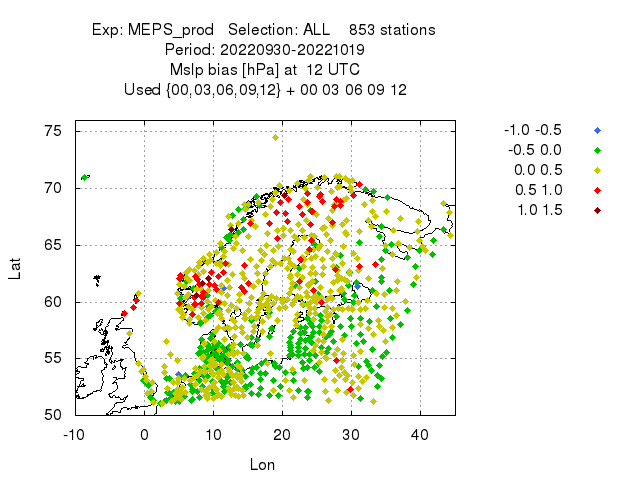 Exp: MEPS_prod   Selection: ALL    853 stations
Period: 20220930-20221019
Mslp bias [hPa] at  12 UTC
Used {00,03,06,09,12} + 00 03 06 09 12
-1.0 -0.5
-0.5 0.0
0.0 0.5
0.5 1.0
1.0 1.5
75
70
65
60
55
50
Lat
-10 0 10 20 30 40
Lon